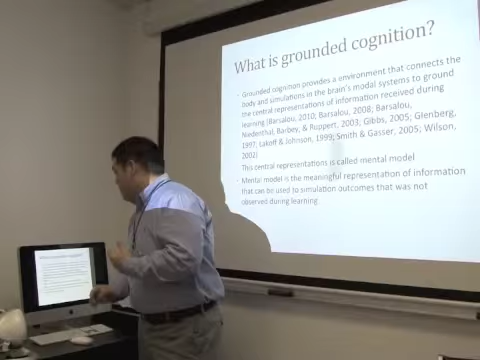 What is grounded cognition?
• Grounded cognition provides a environment that connects the
body and simulations in the brain's modal systems to ground
the central representations of information received during
learning (Barsalou, 2010; Barsalou, 2008; Barsalou,
Niedenthal, Barbey, & Ruppert, 2003; Gibbs, 2005; Glenberg,
1997; Lakoff & Johnson, 1999; Smith & Gasser, 2005; Wilson,
2002)
This central representations is called mental model
• Mental model is the meaningful representation of information
that can be used to simulation outcomes that was not
observed during learning